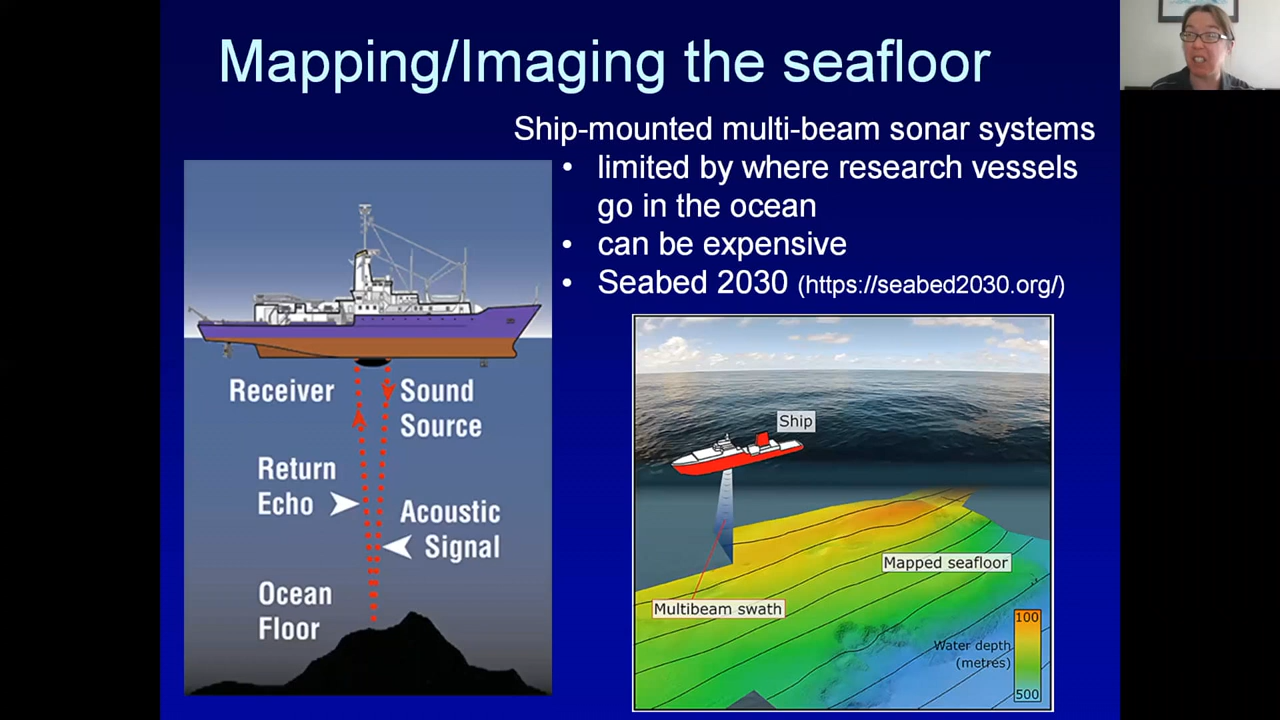 Mapping/Imaging the seafloor
Ship-mounted multi-beam sonar systems
• limited by where research vessels
go in the ocean
• can be expensive
• Seabed 2030 (https://seabed2030.org/)
Receiver
Sound
Source
Return
Echo
Acoustic
Signal
Ocean
Floor
Ship
Mapped seafloor
Multibeam swath
Water depth
(metres)
100
500